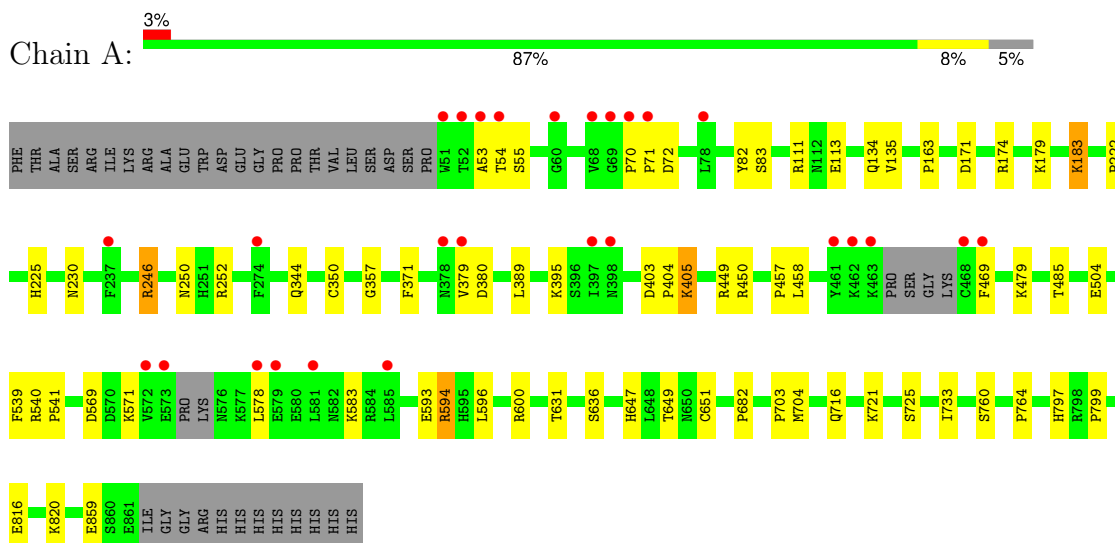 3%
Chain A:
87% 8% 5%
PHE THR ALA SER ARG ILE LYS ARG ALA GLU TRP ASP GLU GLY PRO PRO THR VAL LEU SER ASP SER PRO W51 T52 A53 T54 S55 G60 V68 G69 P70 P71 D72 L78 Y82 S83 R111 N112 E113 Q134 V135 P163 D171 R174 K179 K183
H225 N230 F237 R246 N250 H251 R252 F274 Q344 C350 G357 F371 N378 V379 D380 L389 K395 S396 I397 N398 D403 P404 K405 R449 R450 P457 L458 Y461 K462 K463 PRO SER GLY LYS C468 F469 K479 T485 E504
F539 R540 P541 D569 D570 K571 V572 E573 PRO LYS N576 K577 L578 E579 E580 L581 N582 K583 R584 L585 E593 R594 H595 L596 R600 T631 S636 H647 L648 T649 N650 C651 P682 P703 M704 Q716 K721 S725 I733 S760 P764 H797 R798 P799
E816 K820 E859 S860 E861 ILE GLY GLY ARG HIS HIS HIS HIS HIS HIS HIS HIS